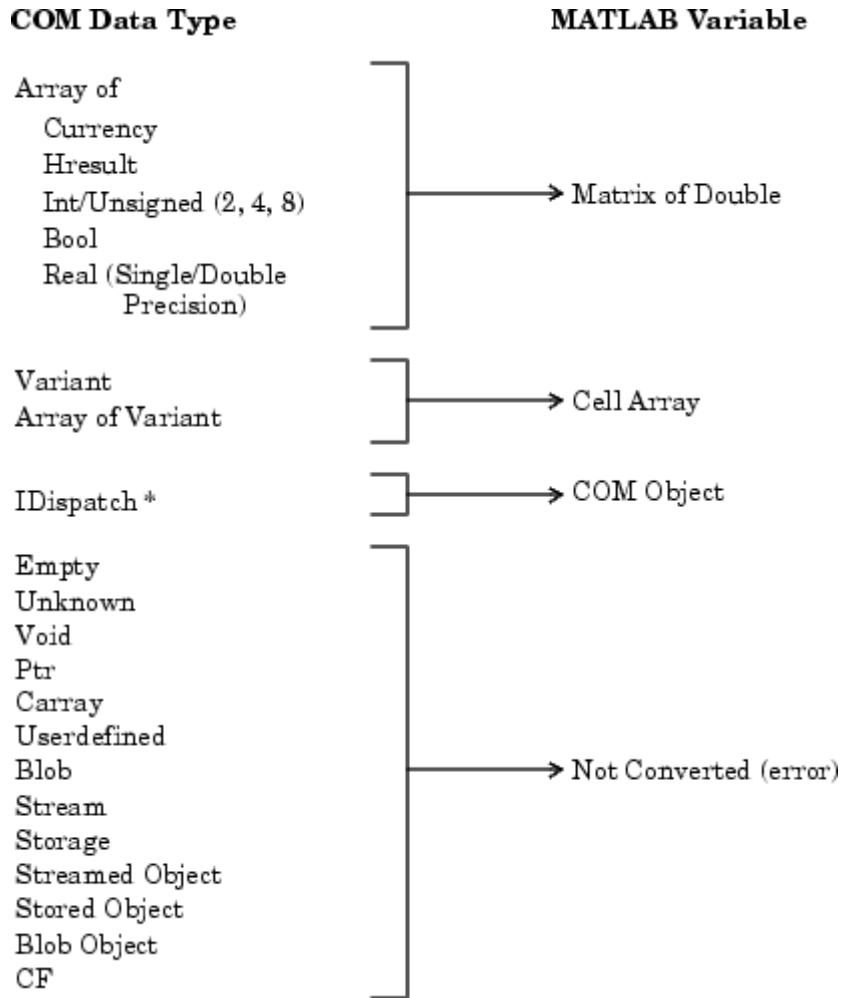 COM Data Type
MATLAB Variable
Array of
Currency
Hresult
Int/Unsigned (2, 4, 8)
Bool
Real (Single/Double
Precision)
Matrix of Double
Variant
Array of Variant
Cell Array
IDispatch *
COM Object
Empty
Unknown
Void
Ptr
Carray
Userdefined
Blob
Stream
Storage
Streamed Object
Stored Object
Blob Object
CF
Not Converted (error)